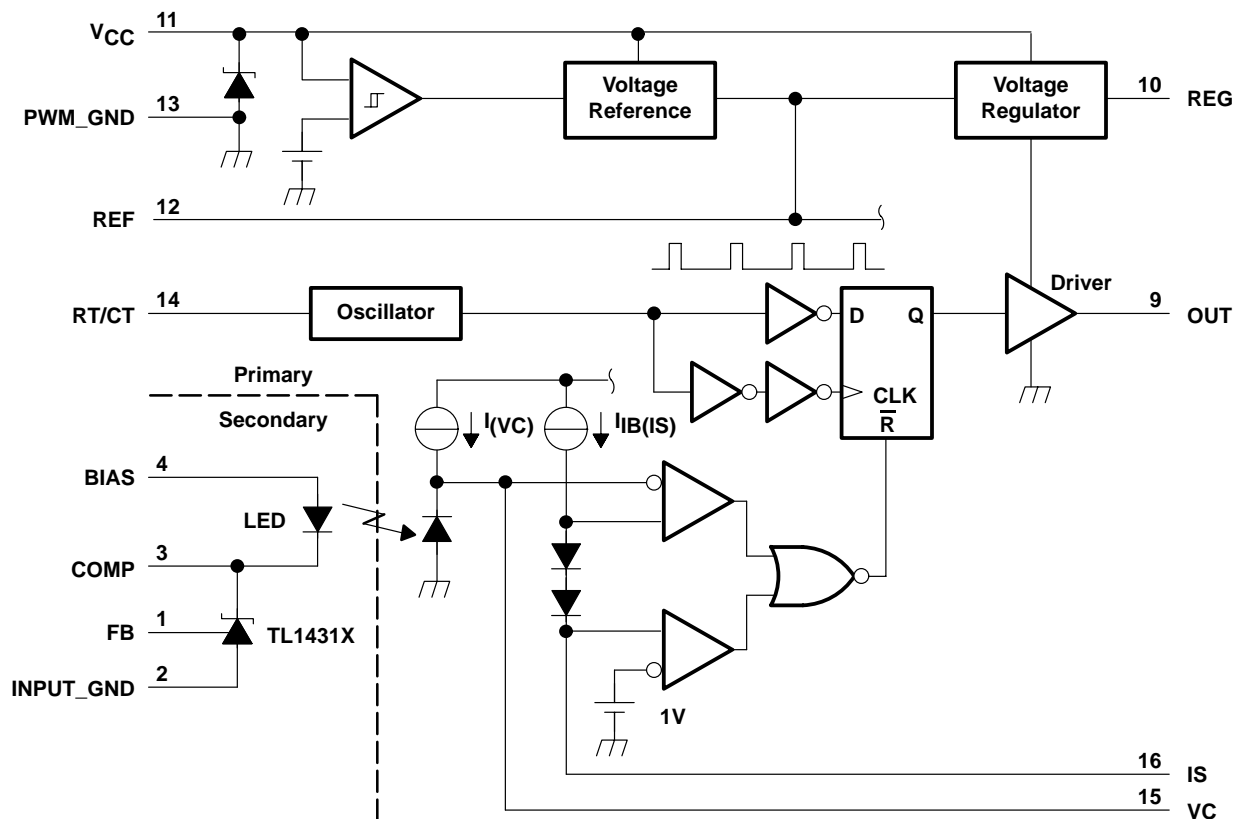 VCC 11
PWM_GND 13
Voltage
Reference
Voltage
Regulator
10 REG
REF 12
RT/CT 14
Oscillator
D Q
CLK
R̅
Driver
9 OUT
Primary
Secondary
I(VC)
IIB(IS)
BIAS 4
LED
COMP 3
FB 1
TL1431X
INPUT_GND 2
1V
16 IS
15 VC